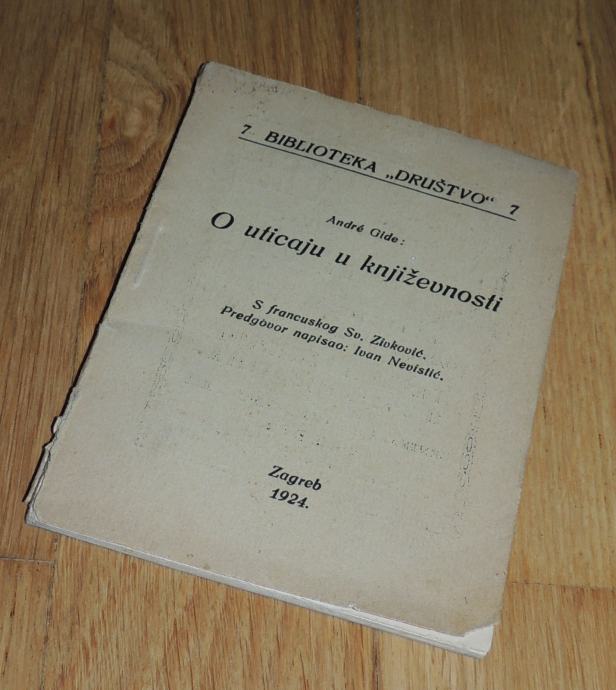 7 BIBLIOTEKA „DRUŠTVO“ 7
André Gide:
O uticaju u književnosti
S francuskog Sv. Živković.
Predgovor napisao: Ivan Nevistić.
Zagreb
1924.